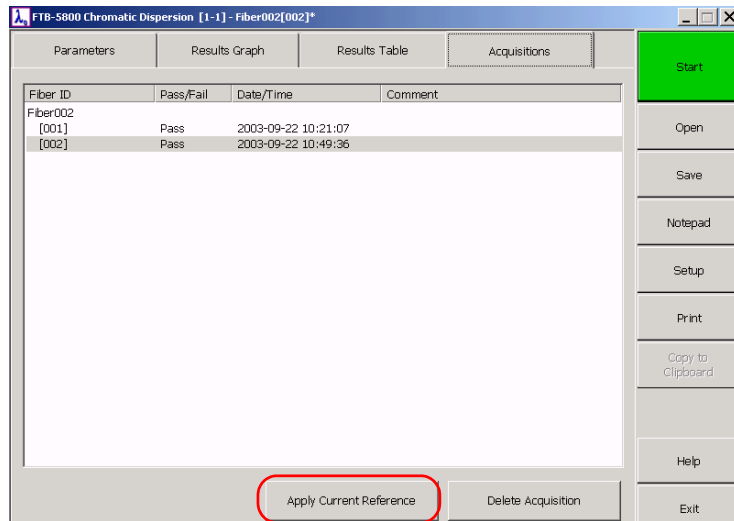 FTB-5800 Chromatic Dispersion [1-1] - Fiber002[002]*
Parameters
Results Graph
Results Table
Acquisitions
Fiber ID Pass/Fail Date/Time Comment
Fiber002
[001] Pass 2003-09-22 10:21:07
[002] Pass 2003-09-22 10:49:36
Apply Current Reference
Delete Acquisition
Start
Open
Save
Notepad
Setup
Print
Copy to
Clipboard
Help
Exit